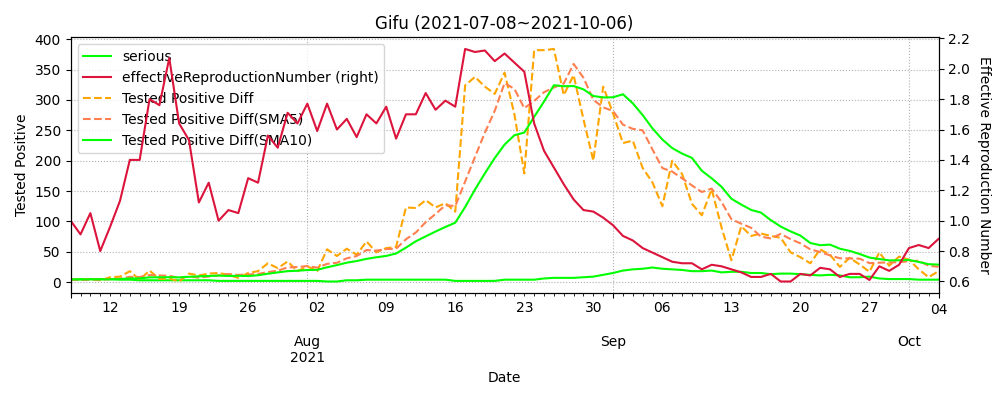 Gifu (2021-07-08~2021-10-06)
400
350
300
250
200
150
100
50
0
Tested Positive
serious
effectiveReproductionNumber (right)
Tested Positive Diff
Tested Positive Diff(SMA5)
Tested Positive Diff(SMA10)
2.2
2.0
1.8
1.6
1.4
1.2
1.0
0.8
0.6
Effective Reproduction Number
12 19 26 02 09 16 23 30 06 13 20 27 04
Aug Sep Oct
2021
Date